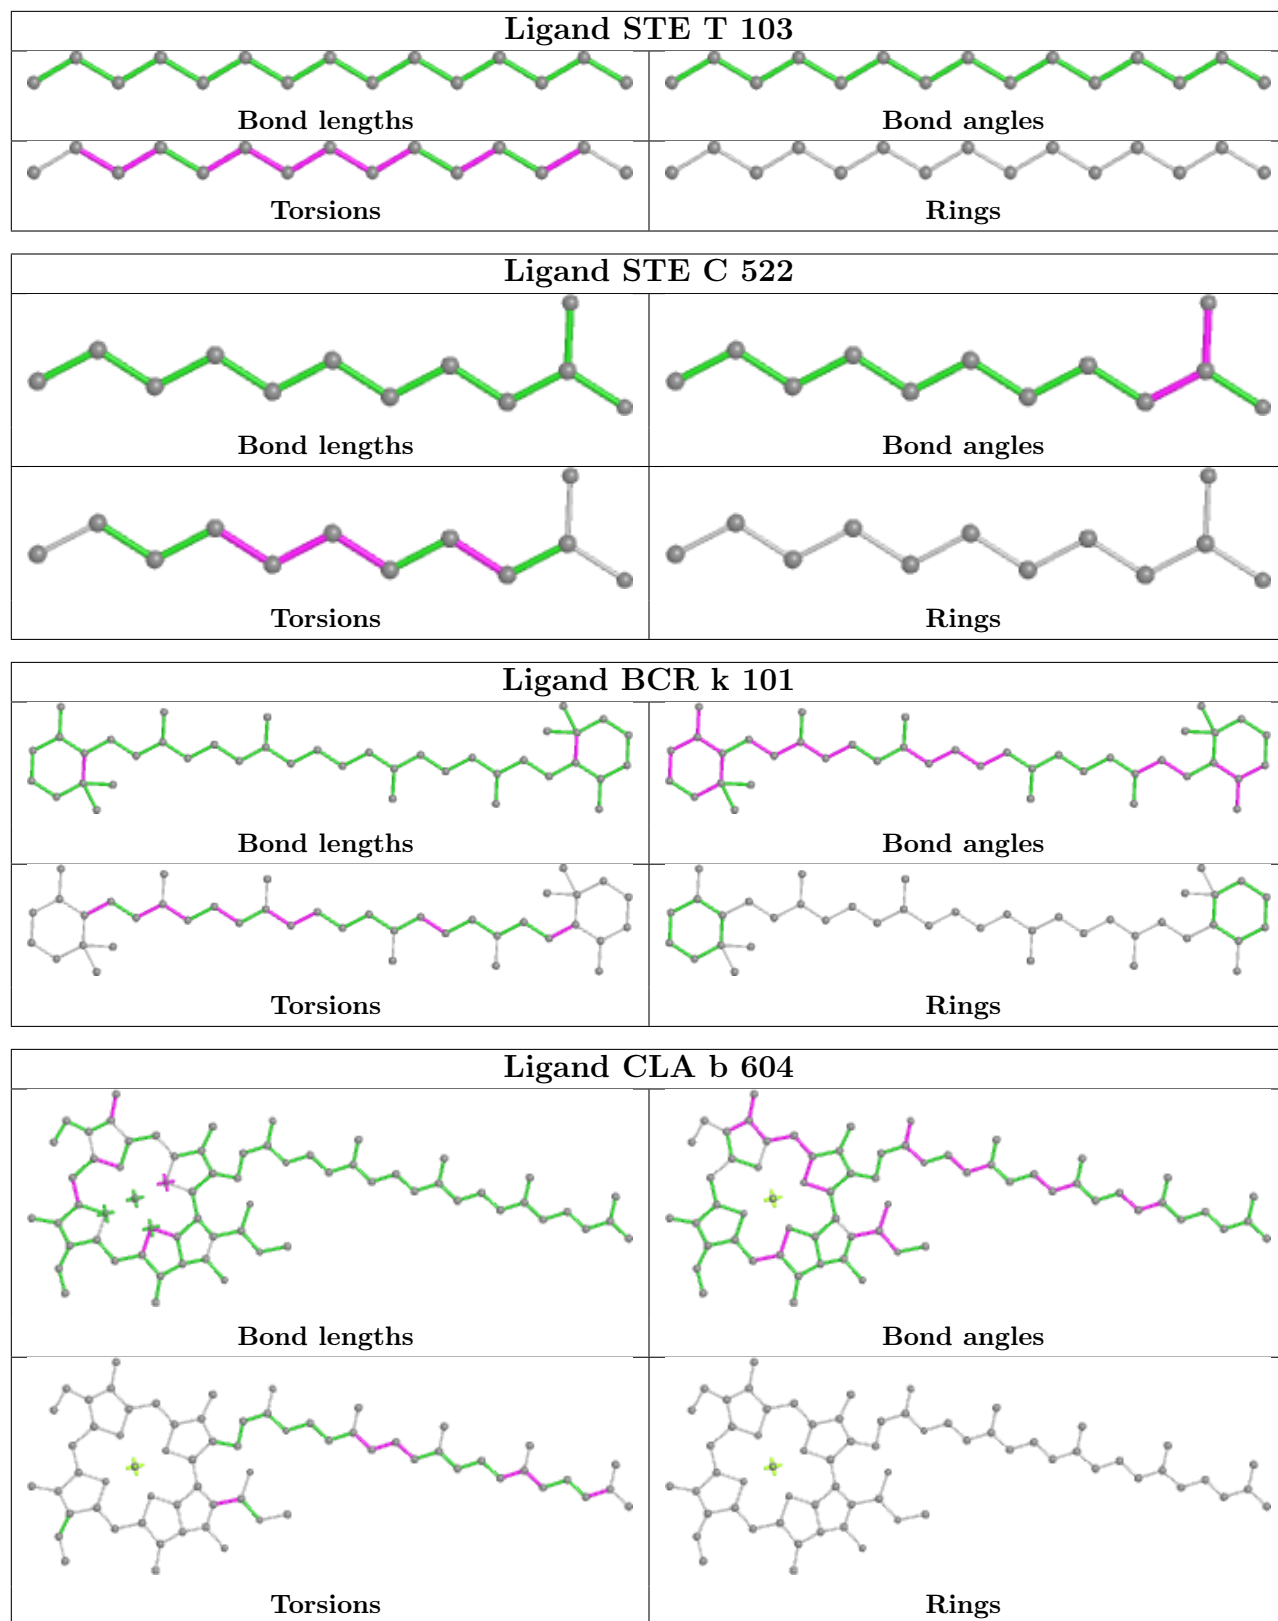 Ligand STE T 103
Bond lengths Bond angles
Torsions Rings
Ligand STE C 522
Bond lengths Bond angles
Torsions Rings
Ligand BCR k 101
Bond lengths Bond angles
Torsions Rings
Ligand CLA b 604
Bond lengths Bond angles
Torsions Rings